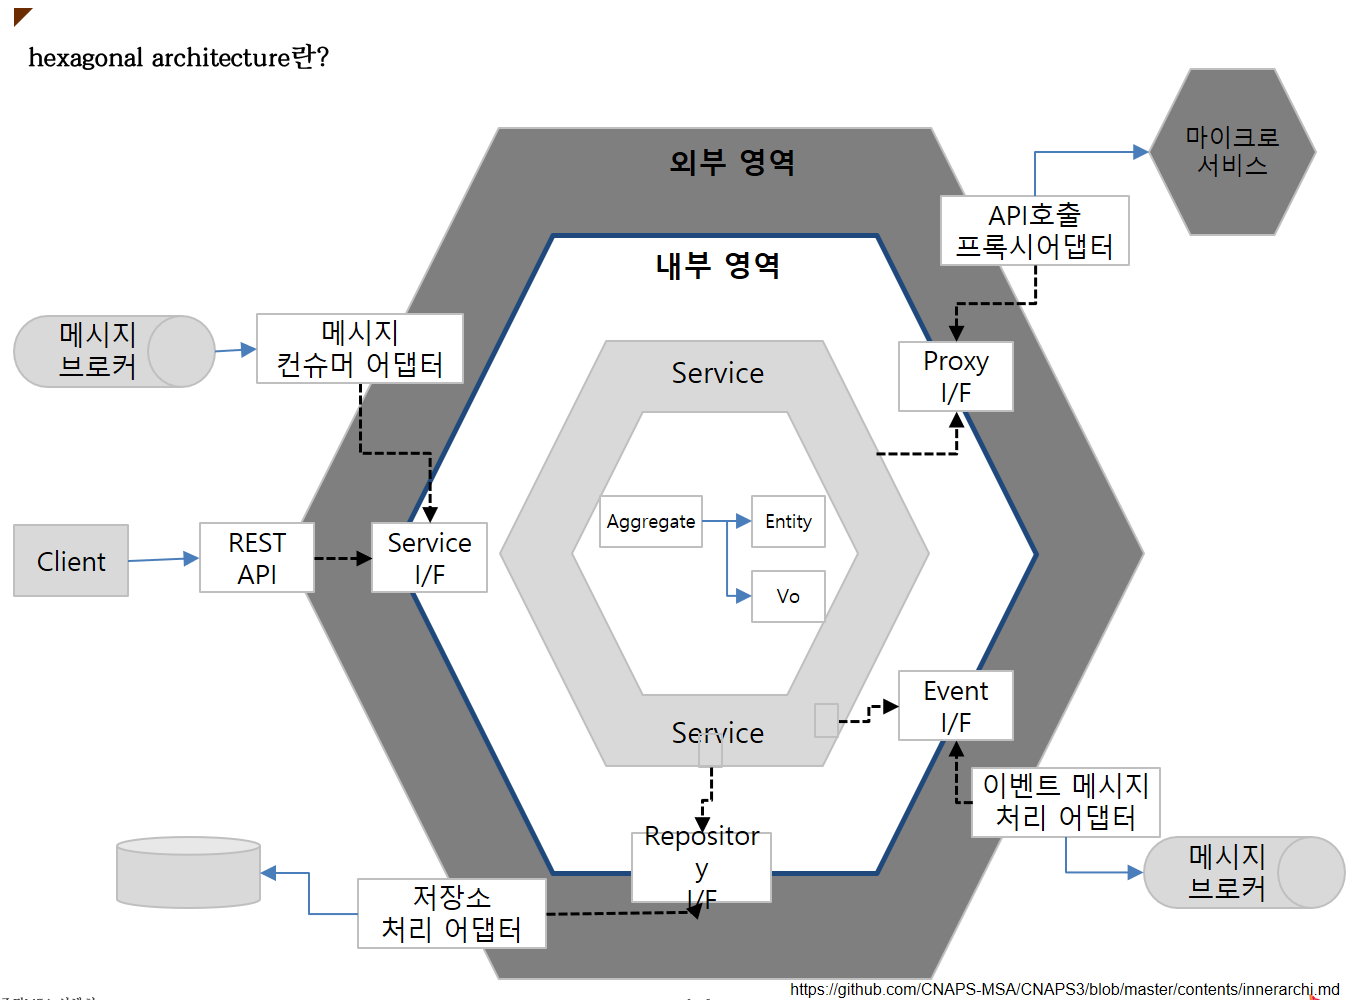 hexagonal architecture란?
외부 영역
마이크로
서비스
API호출
프록시어댑터
내부 영역
메시지
브로커
메시지
컨슈머 어댑터
Service
Proxy
I/F
Aggregate
Entity
Vo
Client
REST
API
Service
I/F
Event
I/F
Service
이벤트 메시지
처리 어댑터
Repositor
y
I/F
메시지
브로커
저장소
처리 어댑터
https://github.com/CNAPS-MSA/CNAPS3/blob/master/contents/innerarchi.md